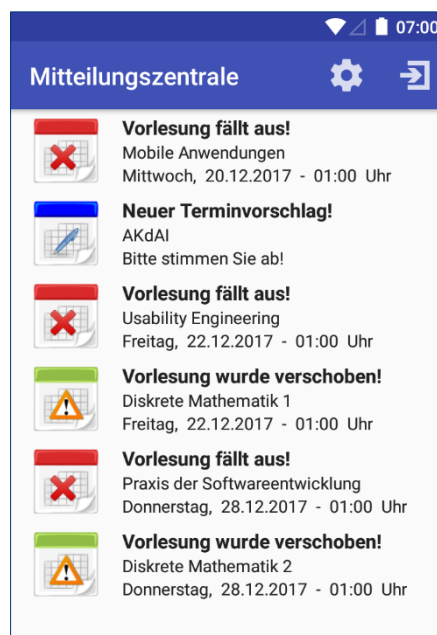 07:00
Mitteilungszentrale
Vorlesung fällt aus!
Mobile Anwendungen
Mittwoch, 20.12.2017 - 01:00 Uhr
Neuer Terminvorschlag!
AKdAI
Bitte stimmen Sie ab!
Vorlesung fällt aus!
Usability Engineering
Freitag, 22.12.2017 - 01:00 Uhr
Vorlesung wurde verschoben!
Diskrete Mathematik 1
Freitag, 22.12.2017 - 01:00 Uhr
Vorlesung fällt aus!
Praxis der Softwareentwicklung
Donnerstag, 28.12.2017 - 01:00 Uhr
Vorlesung wurde verschoben!
Diskrete Mathematik 2
Donnerstag, 28.12.2017 - 01:00 Uhr